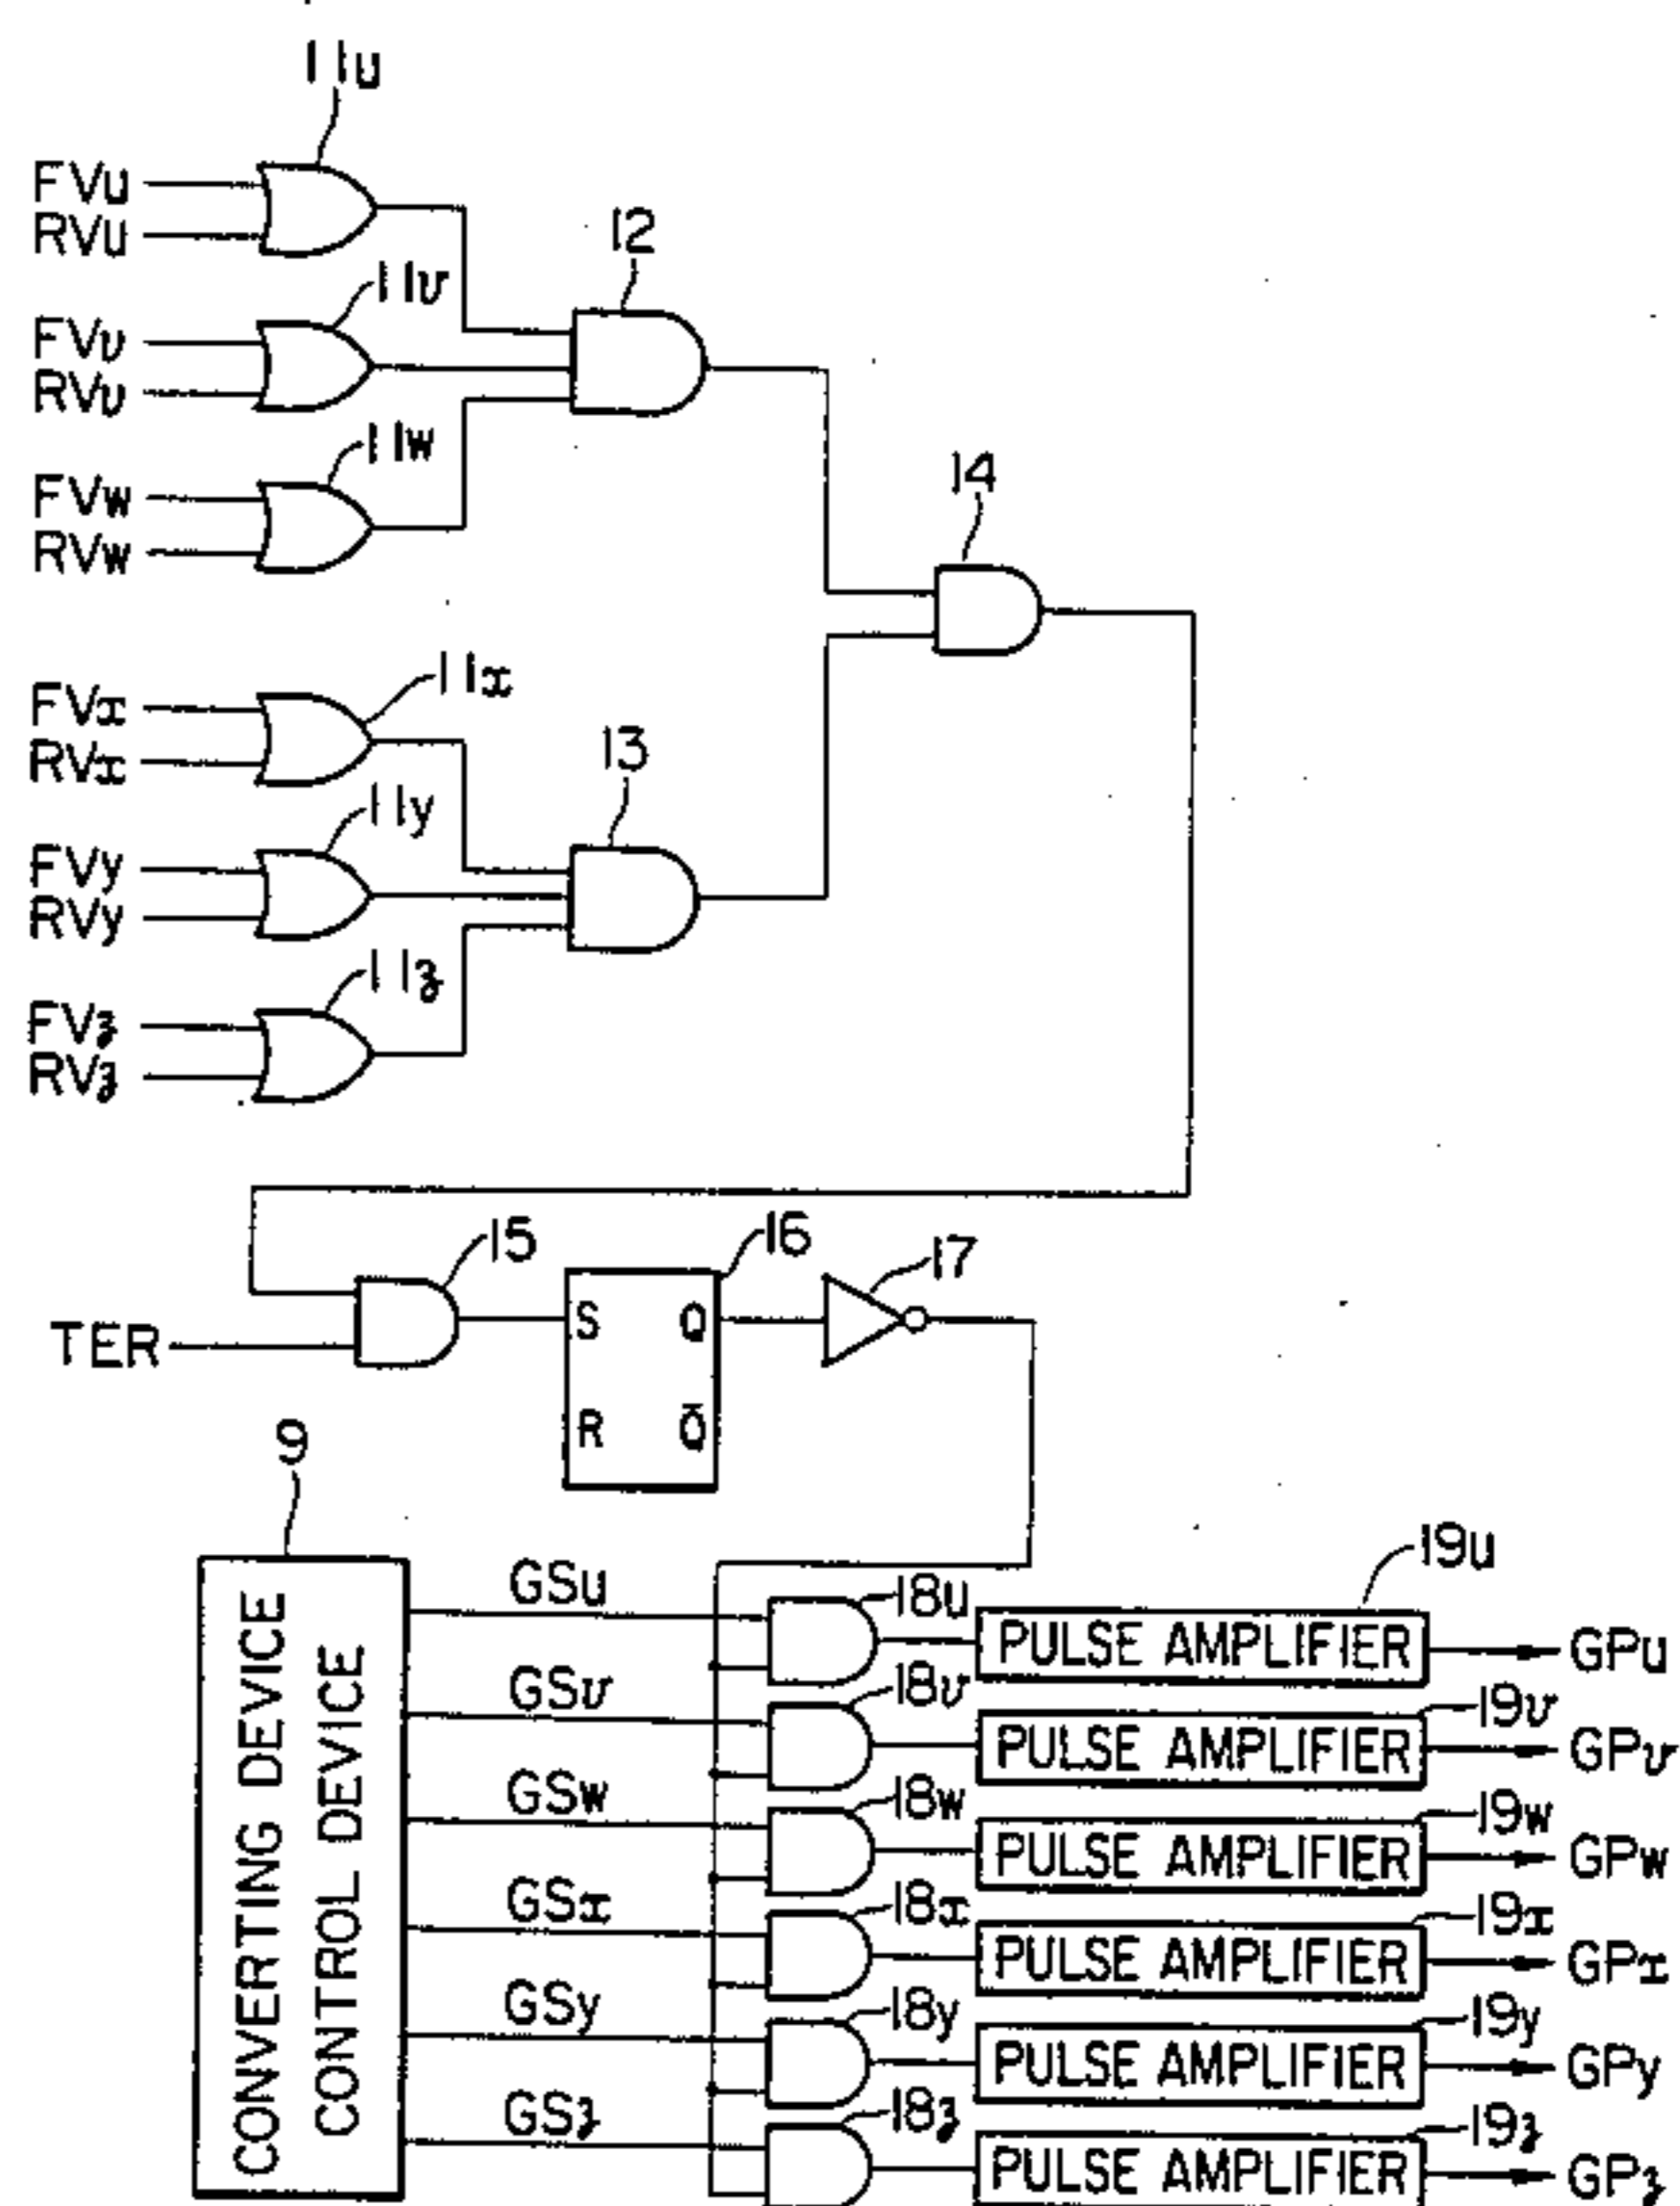 11u
FVu
RVu
11v
FVv
RVv
12
11w
FVw
RVw
14
11x
FVx
RVx
13
11y
FVy
RVy
11z
FVz
RVz
15
16
17
TER
S Q
R Q̄
9
CONVERTING DEVICE
CONTROL DEVICE
GSu
18u
19u
PULSE AMPLIFIER
GPu
GSv
18v
19v
PULSE AMPLIFIER
GPv
GSw
18w
19w
PULSE AMPLIFIER
GPw
GSx
18x
19x
PULSE AMPLIFIER
GPx
GSy
18y
19y
PULSE AMPLIFIER
GPy
GSz
18z
19z
PULSE AMPLIFIER
GPz